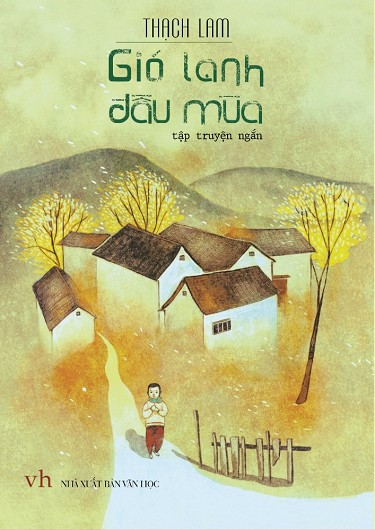 THẠCH LAM
Gió lạnh
đầu mùa
tập truyện ngắn
vh NHÀ XUẤT BẢN VĂN HỌC